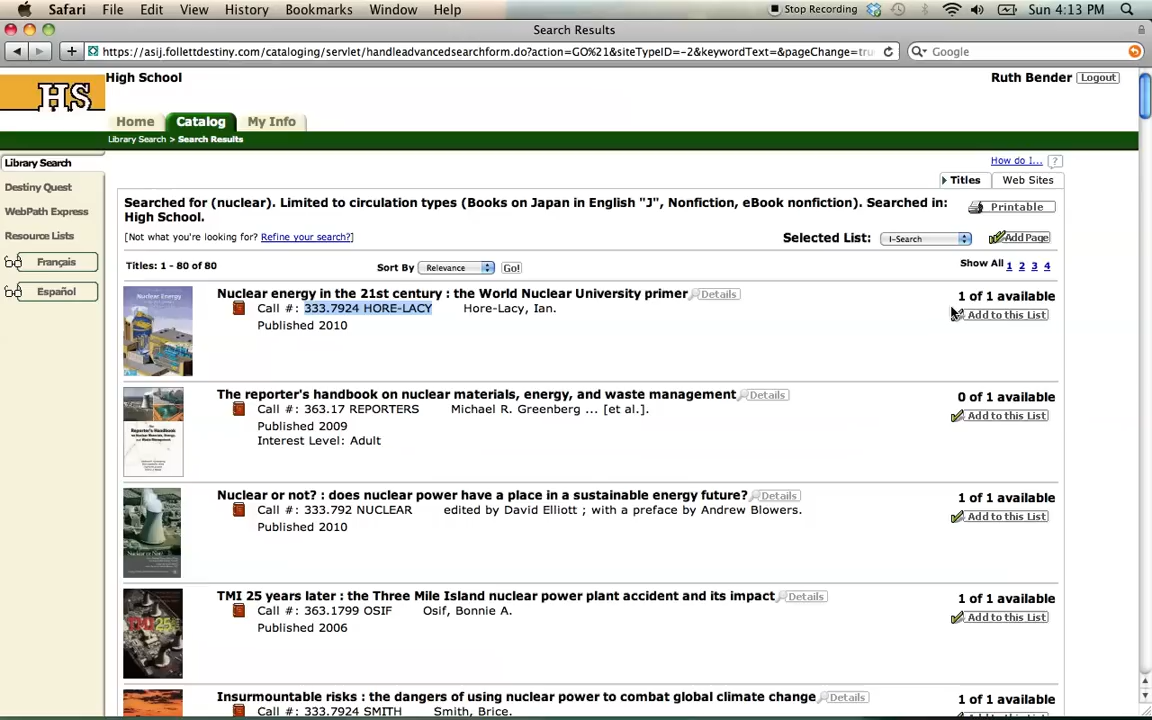 Safari File Edit View History Bookmarks Window Help Stop Recording Sun 4:13 PM
Search Results
https://asij.follettdestiny.com/cataloging/servlet/handleadvancedsearchform.do?action=GO%21&siteTypeID=-2&keywordText=&pageChange=tru Google
High School Ruth Bender Logout
HS
Home Catalog My Info
Library Search > Search Results
Library Search
How do I... ?
Titles Web Sites
Destiny Quest
WebPath Express
Resource Lists
Français
Español
Searched for (nuclear). Limited to circulation types (Books on Japan in English "J", Nonfiction, eBook nonfiction). Searched in:
High School.
Printable
[Not what you're looking for? Refine your search?]
Selected List: I-Search Add Page
Titles: 1 - 80 of 80 Sort By Relevance Go! Show All 1 2 3 4
Nuclear Energy
Nuclear energy in the 21st century : the World Nuclear University primer Details
1 of 1 available
Call #: 333.7924 HORE-LACY Hore-Lacy, Ian.
Add to this List
Published 2010
The reporter's handbook on nuclear materials, energy, and waste management Details
0 of 1 available
Call #: 363.17 REPORTERS Michael R. Greenberg ... [et al.].
Add to this List
Published 2009
Interest Level: Adult
Nuclear or not? : does nuclear power have a place in a sustainable energy future? Details
1 of 1 available
Call #: 333.792 NUCLEAR edited by David Elliott ; with a preface by Andrew Blowers.
Add to this List
Published 2010
TMI 25 years later : the Three Mile Island nuclear power plant accident and its impact Details
1 of 1 available
Call #: 363.1799 OSIF Osif, Bonnie A.
Add to this List
Published 2006
TMI 25
Insurmountable risks : the dangers of using nuclear power to combat global climate change Details
1 of 1 available
Call #: 333.7924 SMITH Smith, Brice.
Add to this List